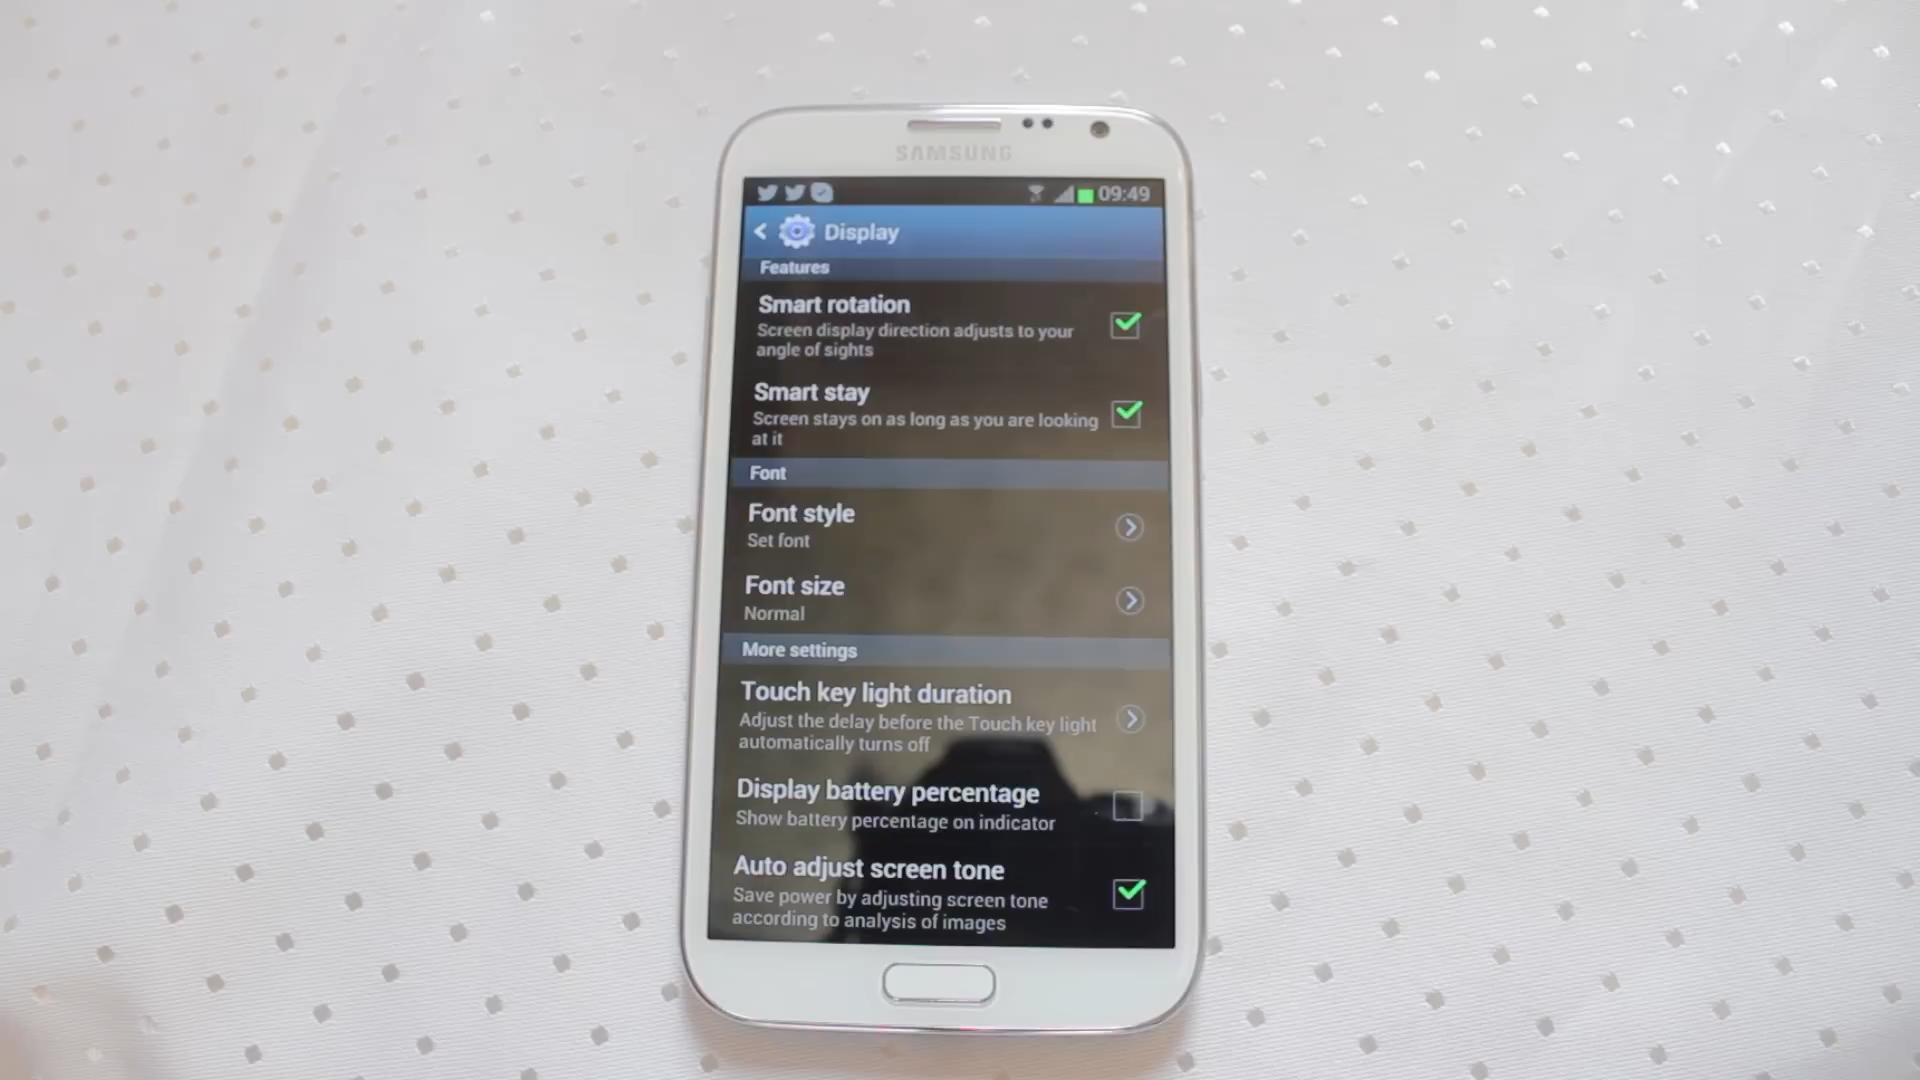 SAMSUNG
09:49
Display
Features
Smart rotation
Screen display direction adjusts to your
angle of sights
Smart stay
Screen stays on as long as you are looking
at it
Font
Font style
Set font
Font size
Normal
More settings
Touch key light duration
Adjust the delay before the Touch key light
automatically turns off
Display battery percentage
Show battery percentage on indicator
Auto adjust screen tone
Save power by adjusting screen tone
according to analysis of images